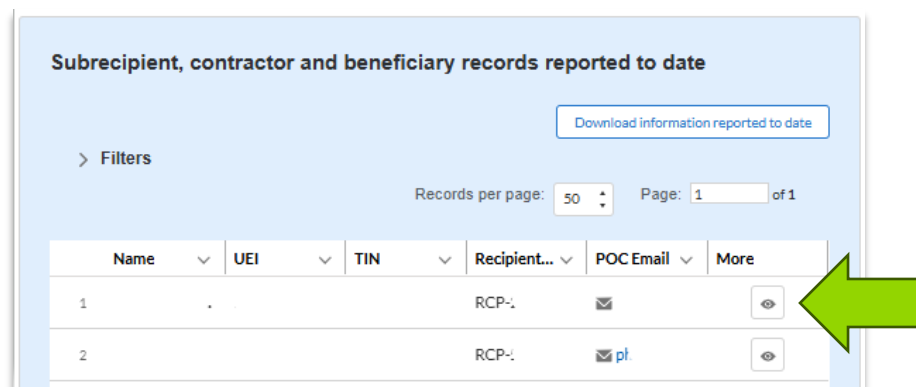 Subrecipient, contractor and beneficiary records reported to date
Download information reported to date
Filters
Records per page: 50 Page: 1 of 1
Name UEI TIN Recipient... POC Email More
1 RCP-
2 RCP-